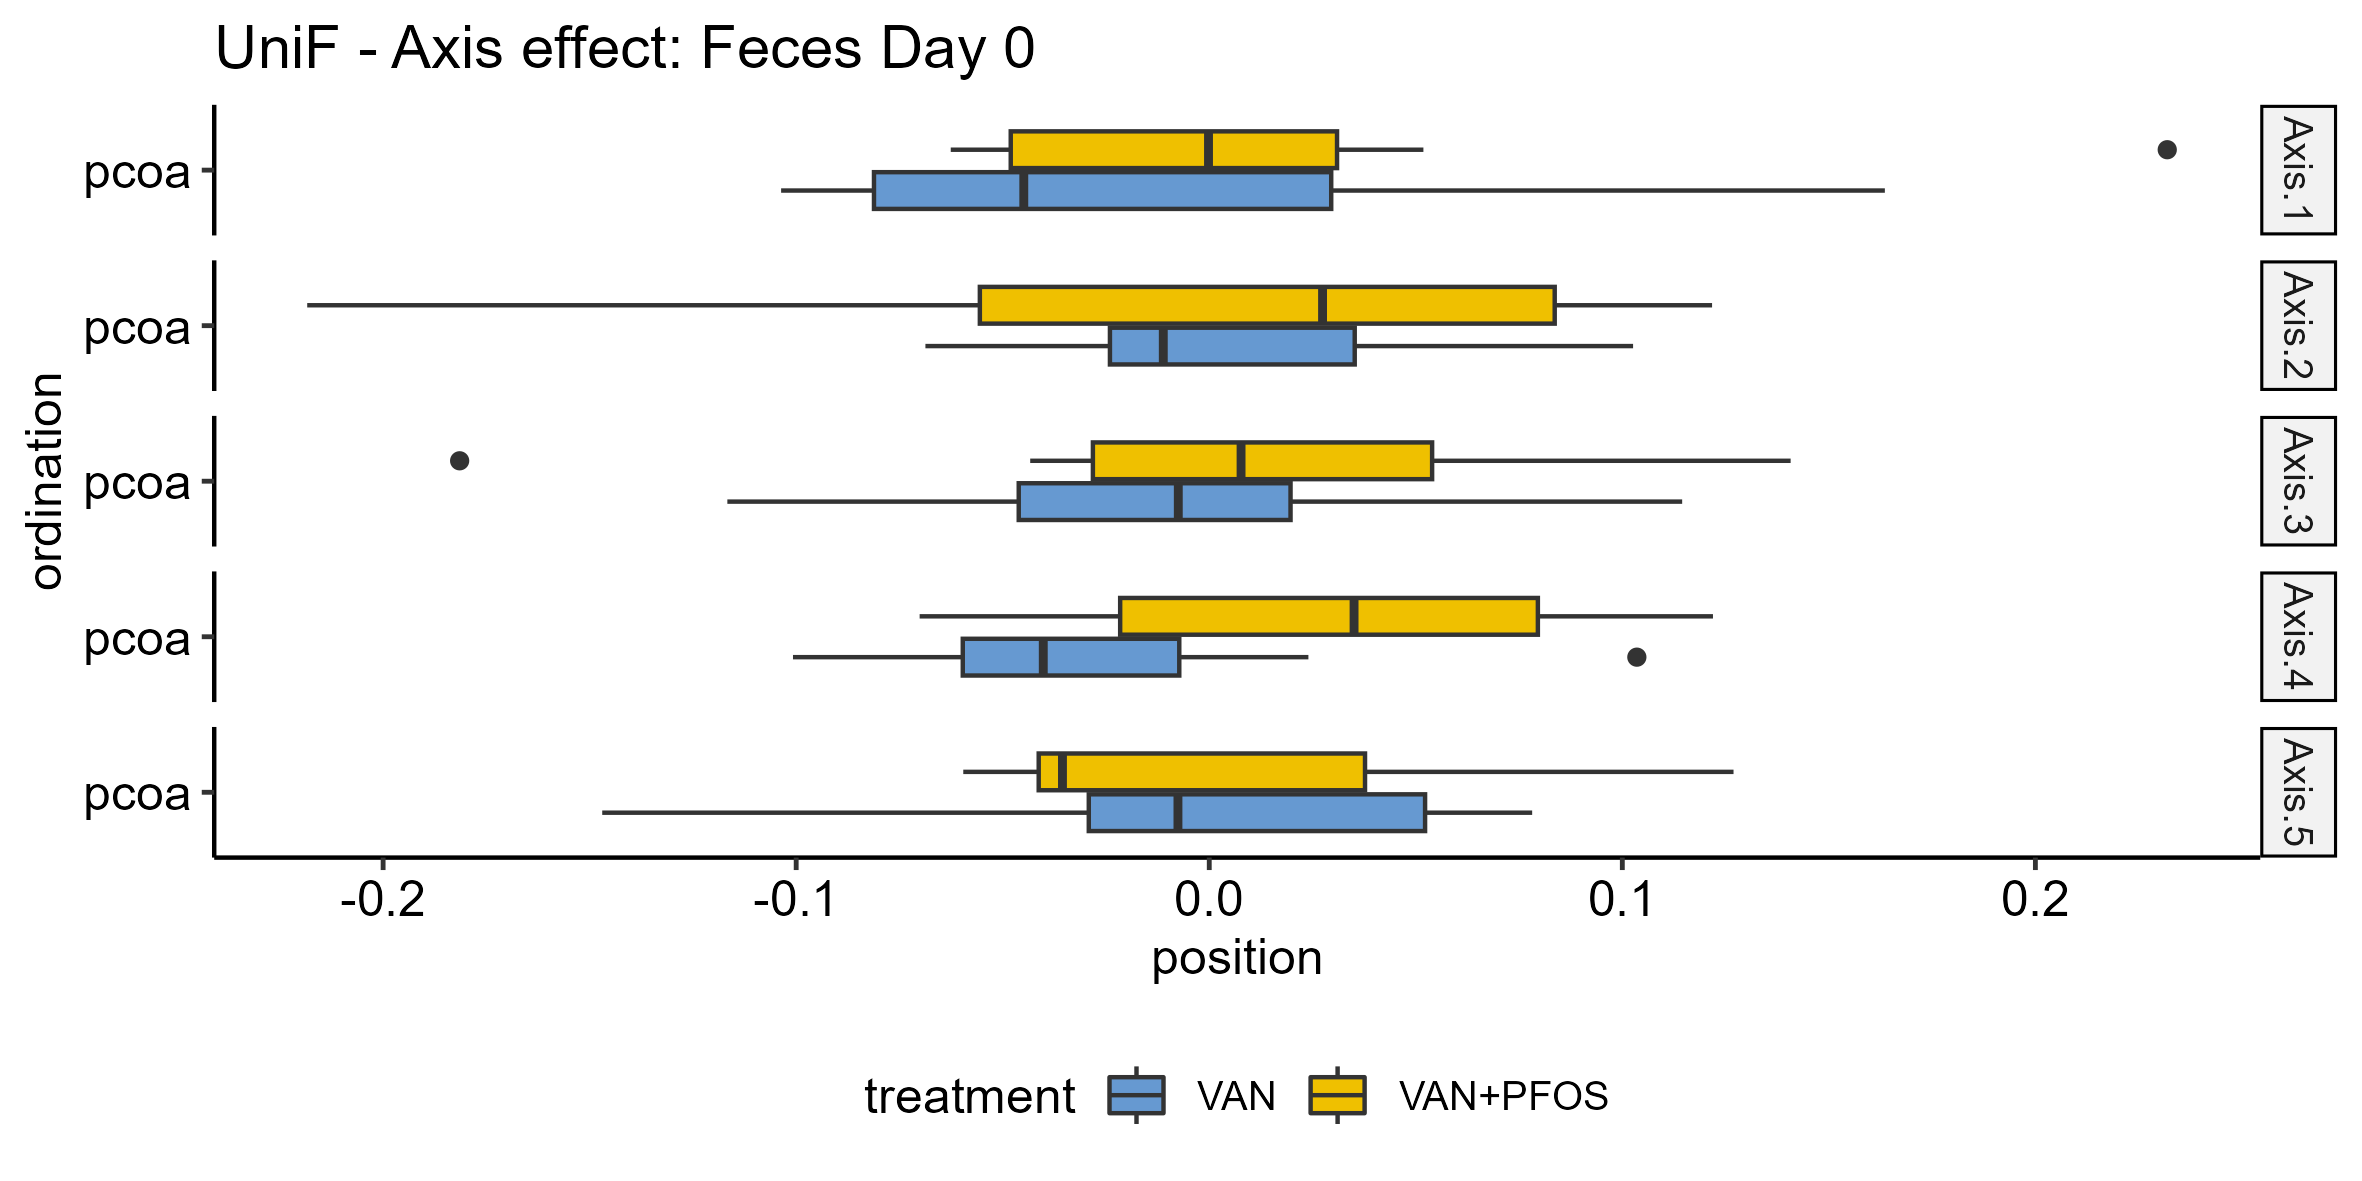 UniF - Axis effect: Feces Day 0
ordination
pcoa
Axis.1
pcoa
Axis.2
pcoa
Axis.3
pcoa
Axis.4
pcoa
Axis.5
-0.2 -0.1 0.0 0.1 0.2
position
treatment VAN VAN+PFOS